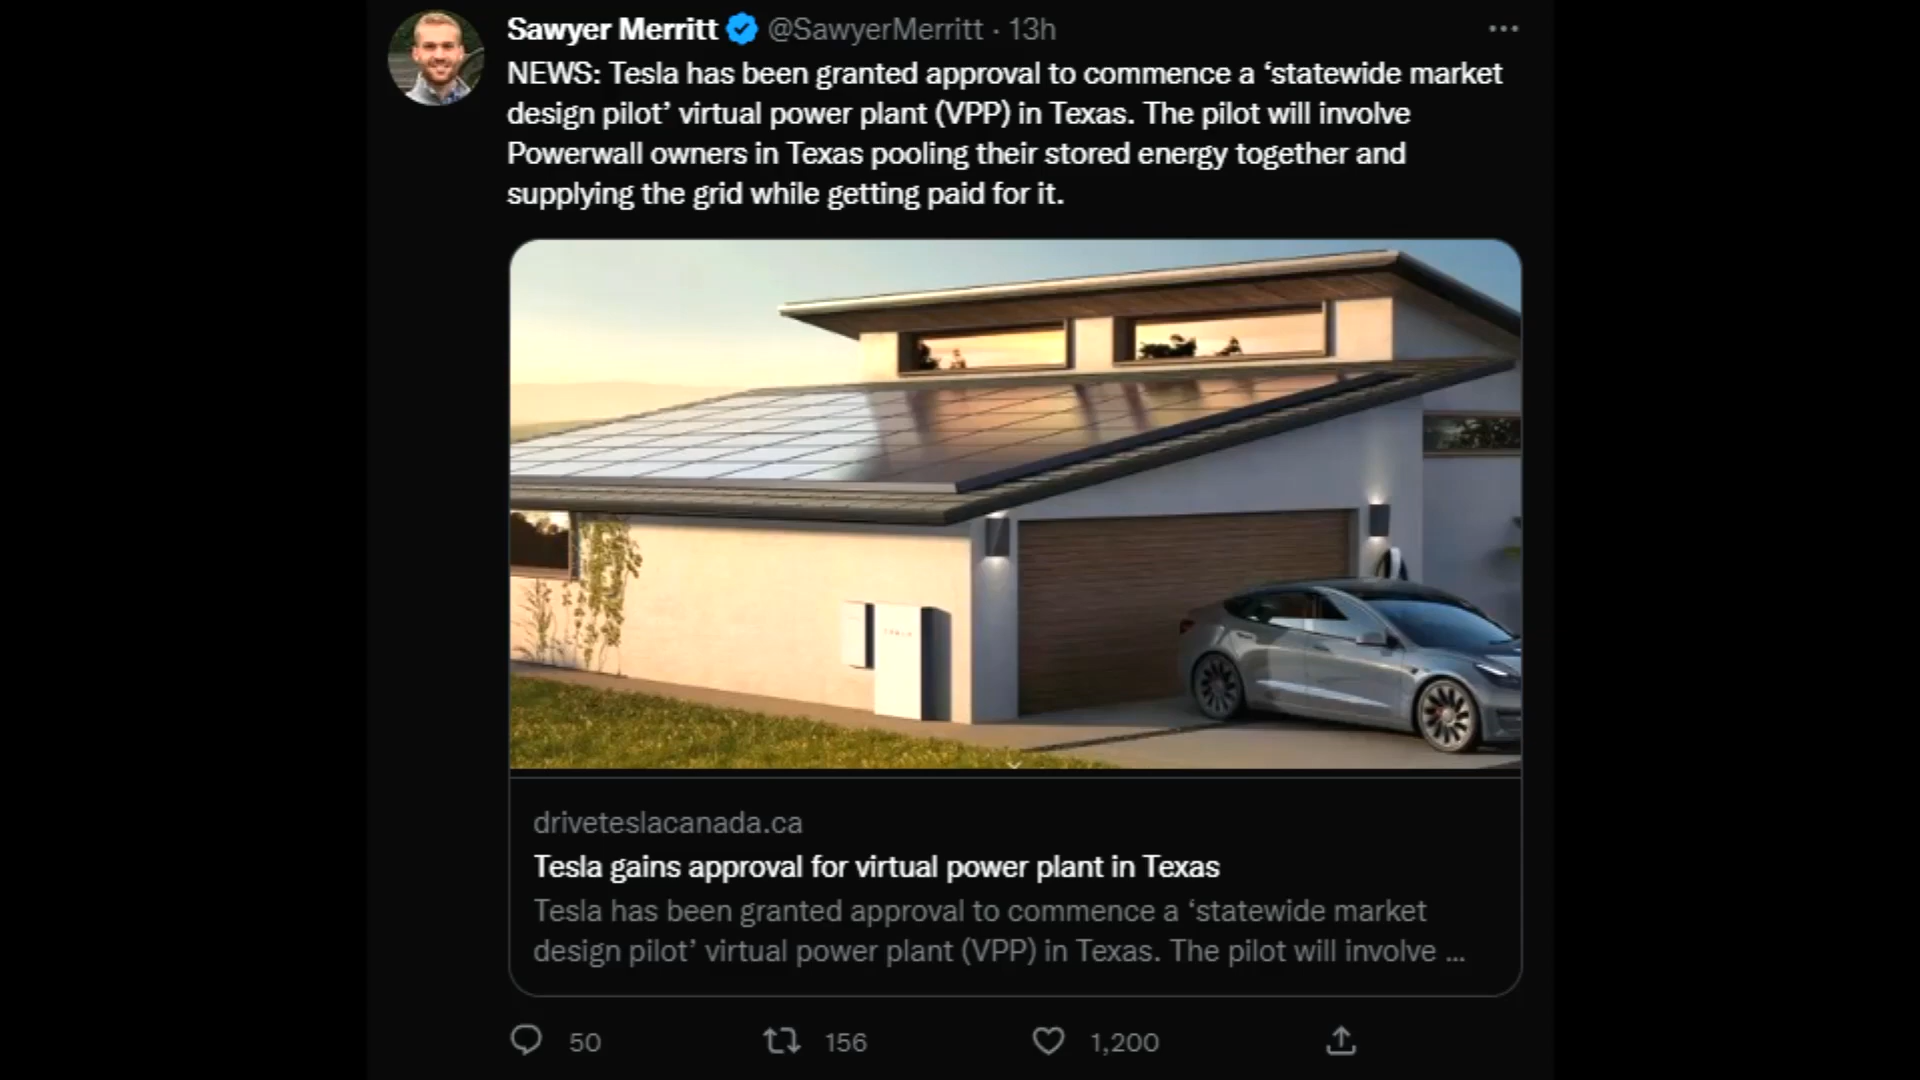 Sawyer Merritt @SawyerMerritt · 13h
NEWS: Tesla has been granted approval to commence a ‘statewide market
design pilot’ virtual power plant (VPP) in Texas. The pilot will involve
Powerwall owners in Texas pooling their stored energy together and
supplying the grid while getting paid for it.
TESLA
driveteslacanada.ca
Tesla gains approval for virtual power plant in Texas
Tesla has been granted approval to commence a ‘statewide market
design pilot’ virtual power plant (VPP) in Texas. The pilot will involve ...
50 156 1,200